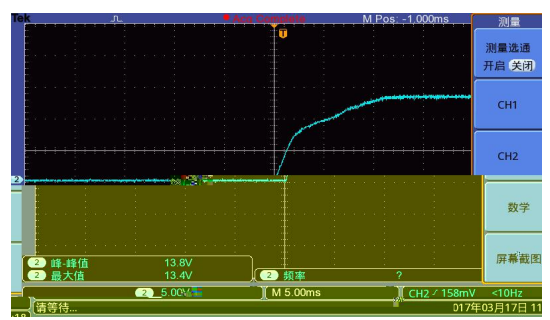 Tek M Pos: -1.000ms 测量
测量选通
开启 关闭
CH1
CH2
2
数学
屏幕截图
2 峰-峰值 13.8V
2 最大值 13.4V
2 频率 ?
2 5.00V M 5.00ms CH2 / 158mV <10Hz
请等待... 017年03月17日 11